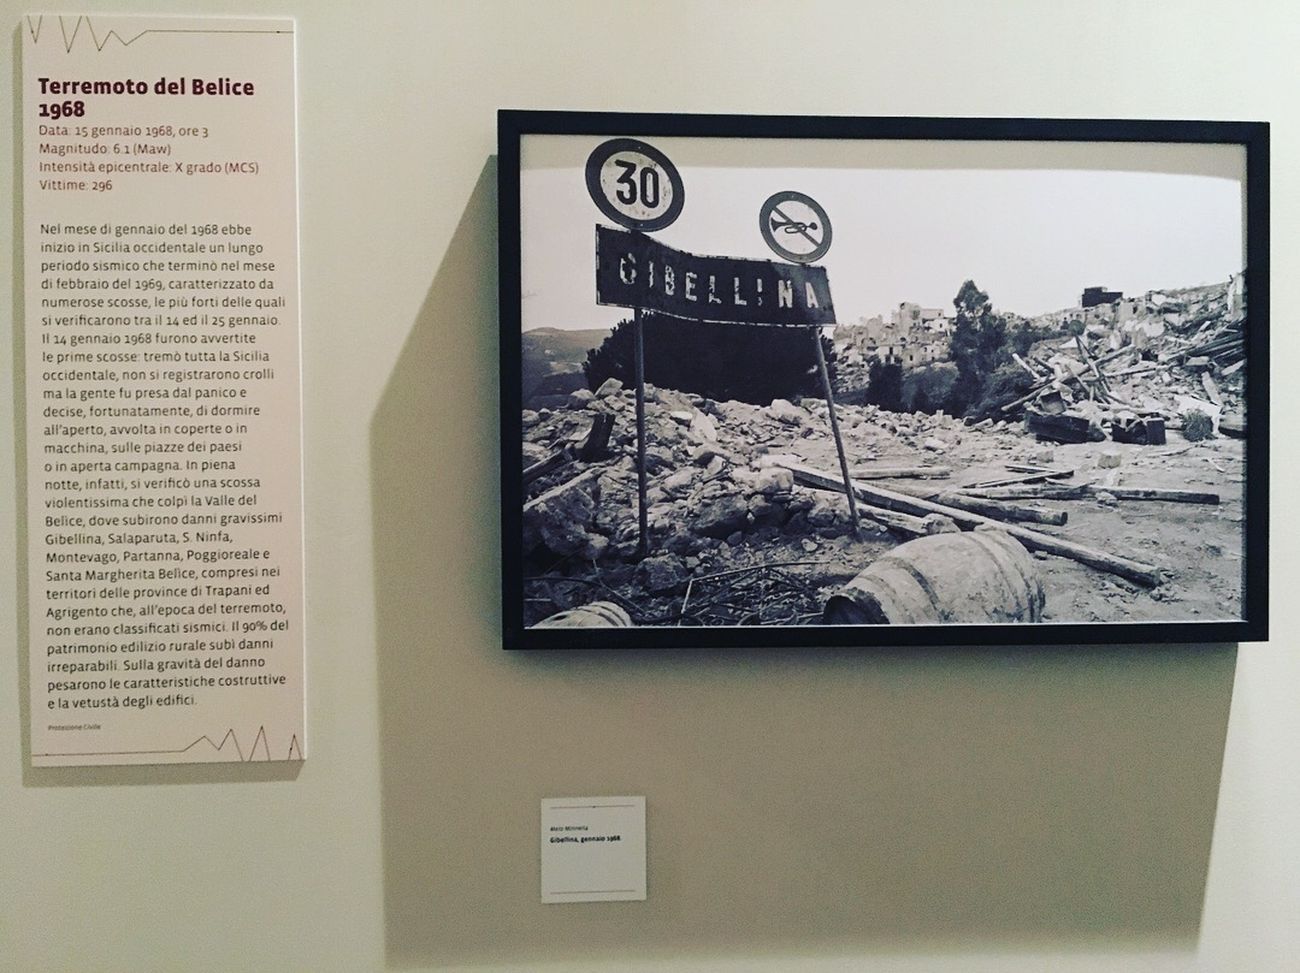 Terremoto del Belice
1968
Data: 15 gennaio 1968, ore 3
Magnitudo: 6.1 (Maw)
Intensità epicentrale: X grado (MCS)
Vittime: 296
Nel mese di gennaio del 1968 ebbe
inizio in Sicilia occidentale un lungo
periodo sismico che terminò nel mese
di febbraio del 1969, caratterizzato da
numerose scosse, le più forti delle quali
si verificarono tra il 14 ed il 25 gennaio.
Il 14 gennaio 1968 furono avvertite
le prime scosse: tremò tutta la Sicilia
occidentale, non si registrarono crolli
ma la gente fu presa dal panico e
decise, fortunatamente, di dormire
all'aperto, avvolta in coperte o in
macchina, sulle piazze dei paesi
o in aperta campagna. In piena
notte, infatti, si verificò una scossa
violentissima che colpì la Valle del
Belìce, dove subirono danni gravissimi
Gibellina, Salaparuta, S. Ninfa,
Montevago, Partanna, Poggioreale e
Santa Margherita Belìce, compresi nei
territori delle province di Trapani ed
Agrigento che, all'epoca del terremoto,
non erano classificati sismici. Il 90% del
patrimonio edilizio rurale subì danni
irreparabili. Sulla gravità del danno
pesarono le caratteristiche costruttive
e la vetustà degli edifici.
Protezione Civile
30
GIBELLINA
Melo Minnella
Gibellina, gennaio 1968